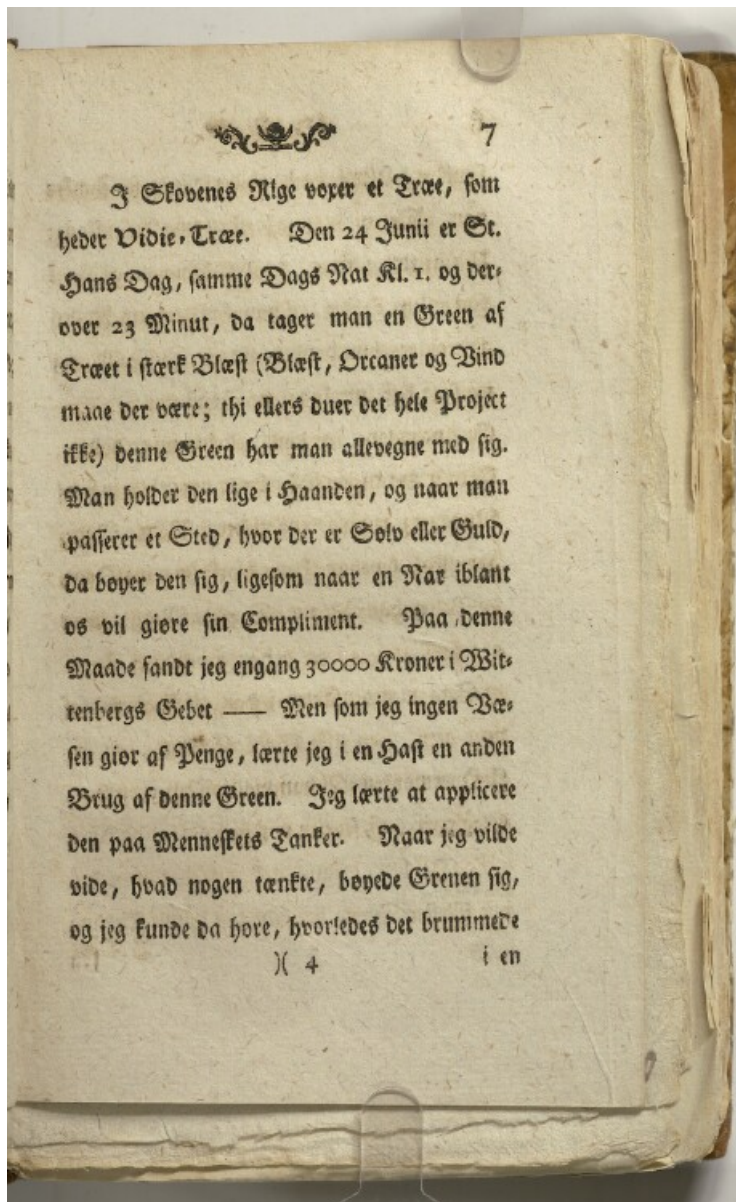 7
I Skovenes Rige voxer et Træe, som
heder Vidie-Træe. Den 24 Junii er St.
Hans Dag, samme Dags Nat Kl. 1. og der-
over 23 Minut, da tager man en Green af
Træet i stærk Blæst (Blæst, Orcaner og Vind
maae der være; thi ellers duer det hele Project
ikke) denne Green har man allevegne med sig.
Man holder den lige i Haanden, og naar man
passerer et Sted, hvor der er Sølv eller Guld,
da bøyer den sig, ligesom naar en Nar iblant
os vil giøre sin Compliment. Paa denne
Maade fandt jeg engang 30000 Kroner i Wit-
tenbergs Gebet —— Men som jeg ingen Væ-
sen giør af Penge, lærte jeg i en Hast en anden
Brug af denne Green. Jeg lærte at applicere
den paa Menneskets Tanker. Naar jeg vilde
vide, hvad nogen tænkte, bøyede Grenen sig,
og jeg kunde da høre, hvorledes det brummede
)( 4 i en